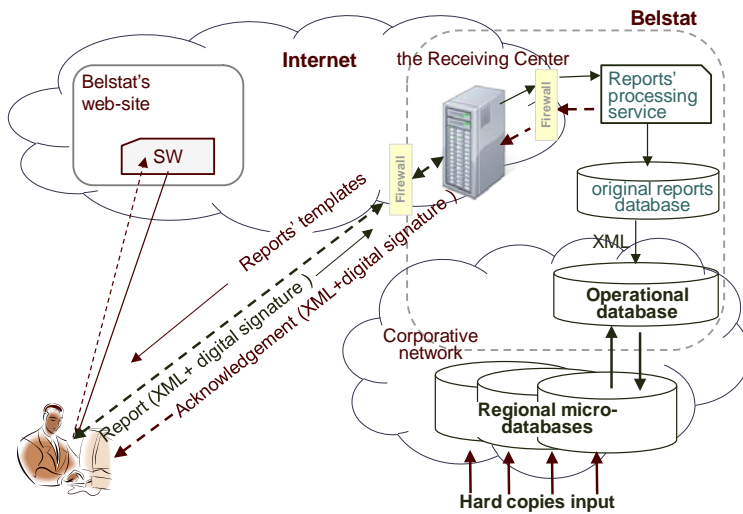 Belstat
Internet
the Receiving Center
Belstat's
web-site
SW
Firewall
Firewall
Reports'
processing
service
original reports
database
XML
Operational
database
Reports' templates
Report (XML+ digital signature )
Acknowledgement (XML+digital signature )
Corporative
network
Regional micro-
databases
Hard copies input